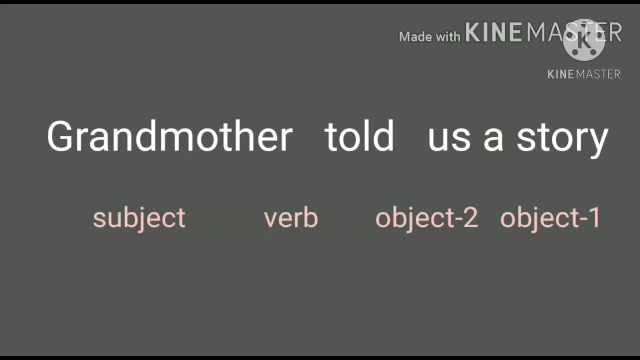 Made with KINEMASTER
KINEMASTER
Grandmother told us a story
subject verb object-2 object-1